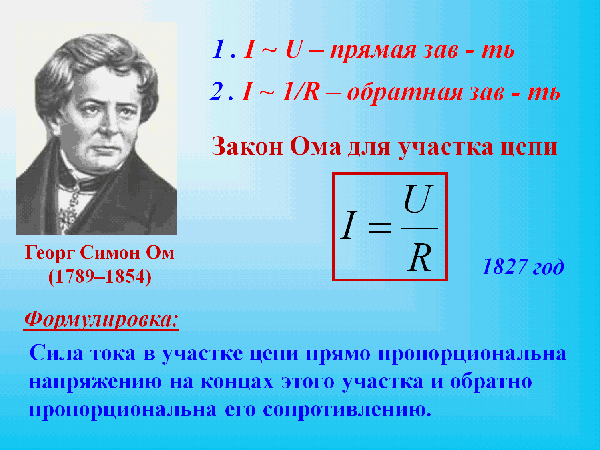 1 . I ~ U – прямая зав - ть
2 . I ~ 1/R – обратная зав - ть
Закон Ома для участка цепи
I = U/R
1827 год
Георг Симон Ом
(1789–1854)
Формулировка:
Сила тока в участке цепи прямо пропорциональна
напряжению на концах этого участка и обратно
пропорциональна его сопротивлению.